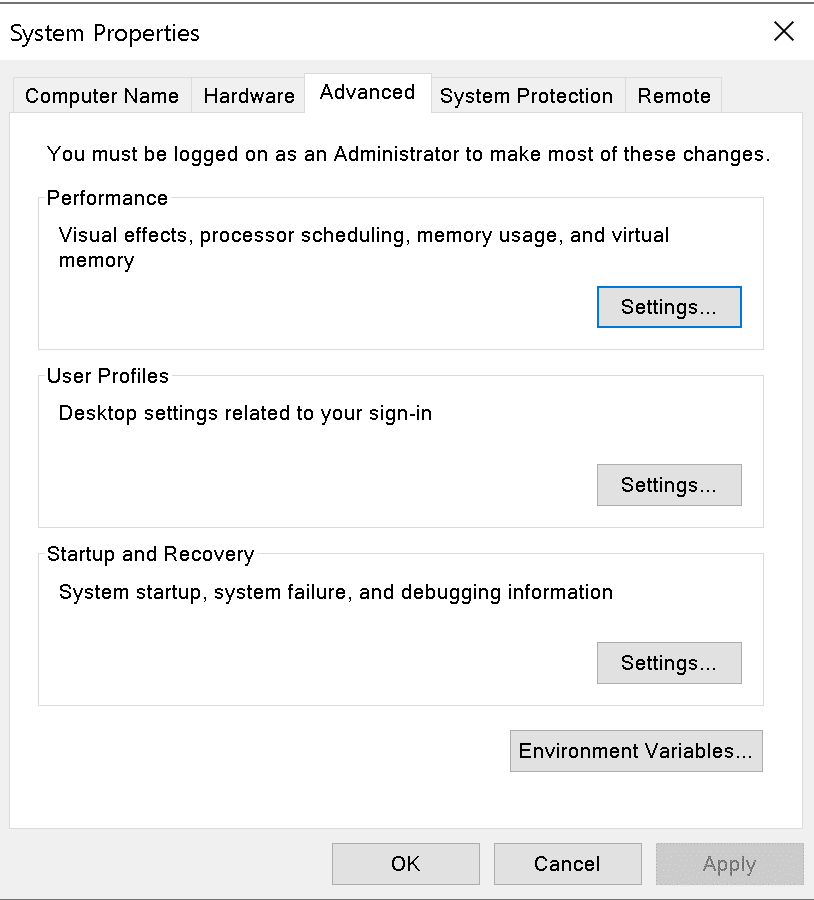 System Properties
Computer Name
Hardware
Advanced
System Protection
Remote
You must be logged on as an Administrator to make most of these changes.
Performance
Visual effects, processor scheduling, memory usage, and virtual
memory
Settings...
User Profiles
Desktop settings related to your sign-in
Settings...
Startup and Recovery
System startup, system failure, and debugging information
Settings...
Environment Variables...
OK
Cancel
Apply